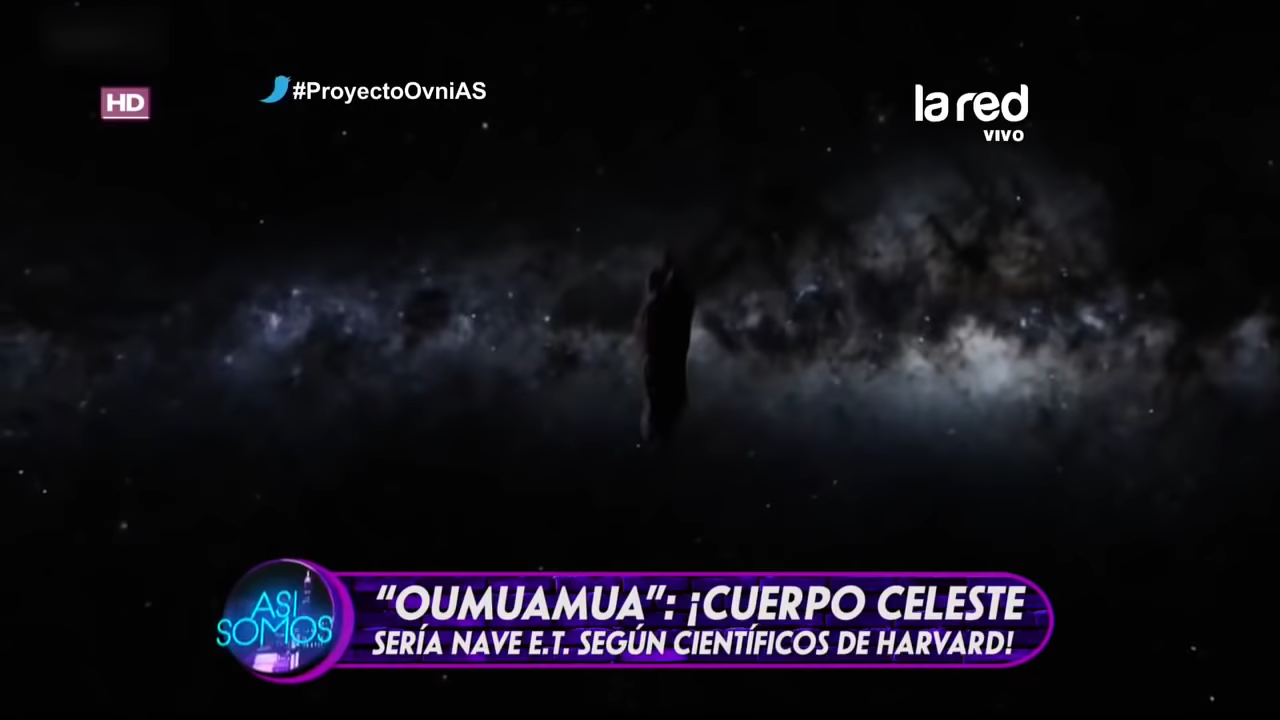 HD
#ProyectoOvniAS
la red
VIVO
ASI
SOMOS
“OUMUAMUA”: ¡CUERPO CELESTE
SERÍA NAVE E.T. SEGÚN CIENTÍFICOS DE HARVARD!